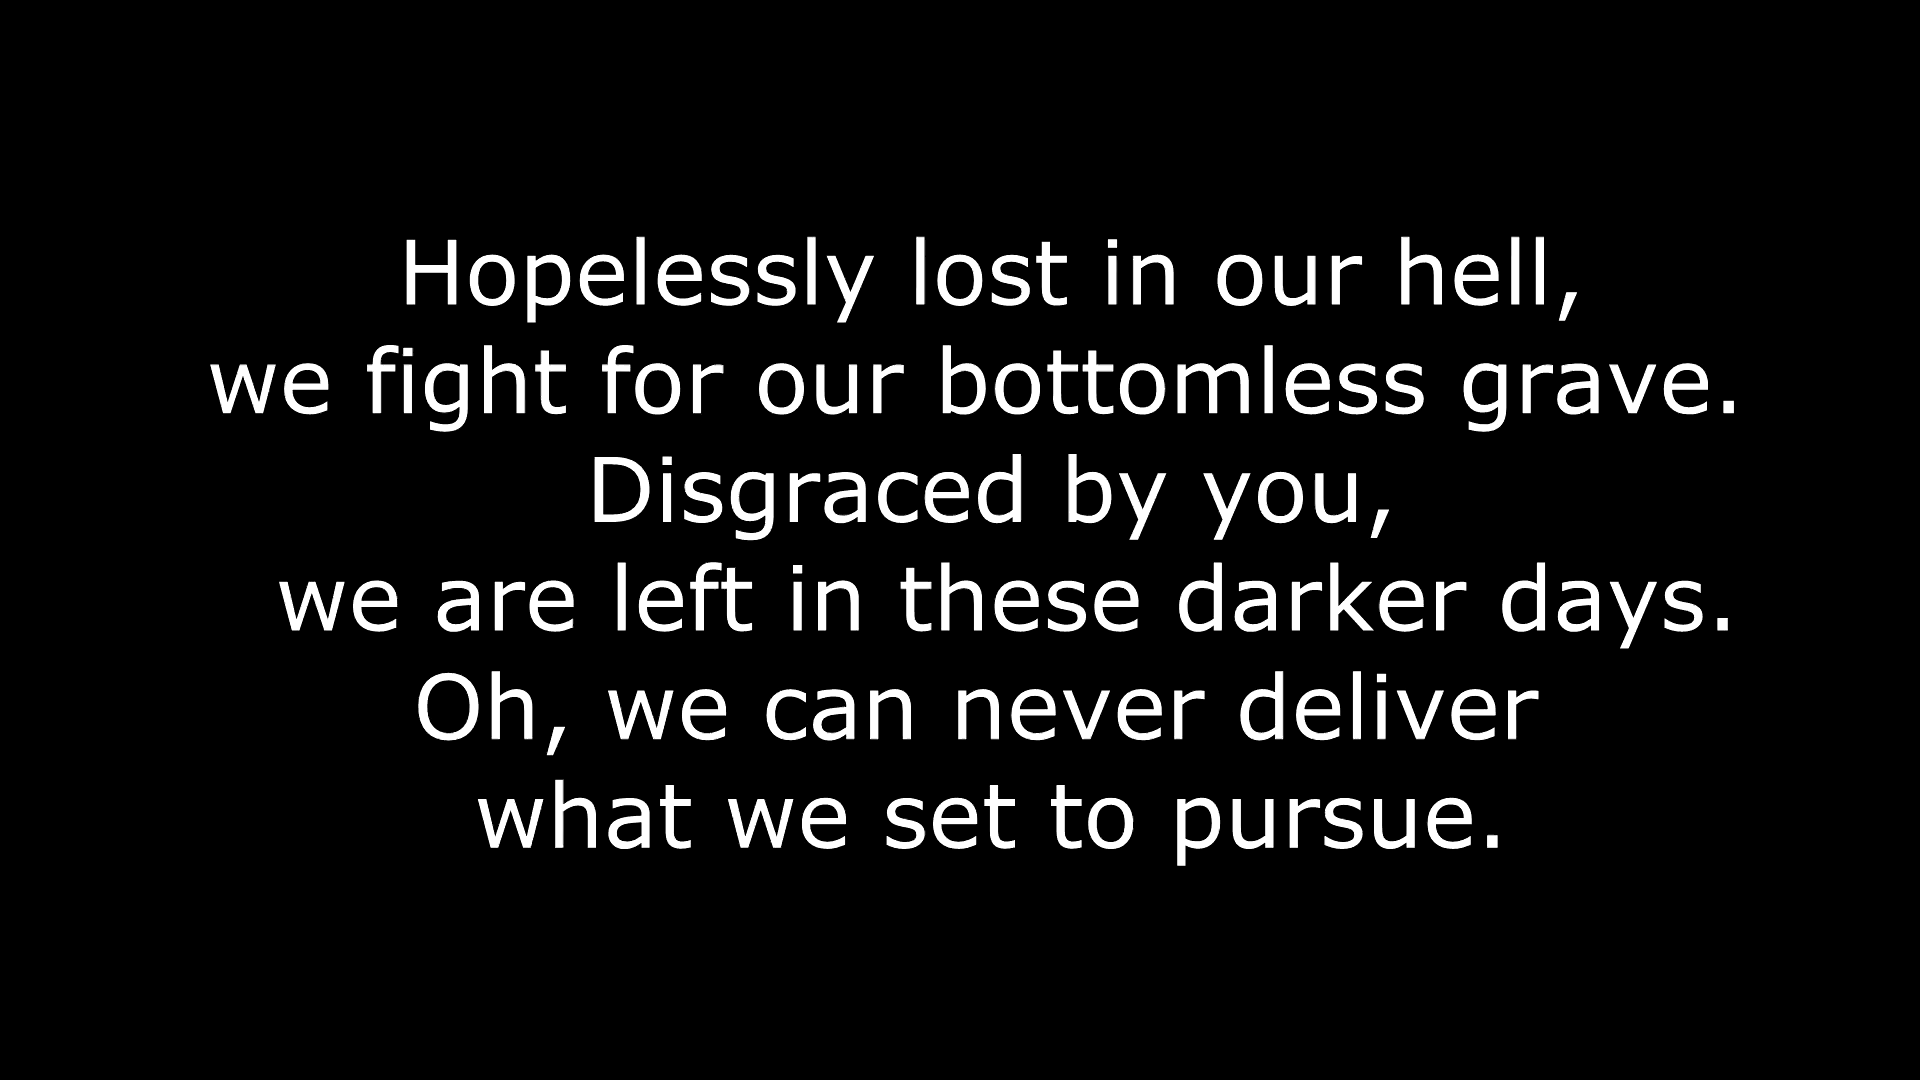 Hopelessly lost in our hell,
we fight for our bottomless grave.
Disgraced by you,
we are left in these darker days.
Oh, we can never deliver
what we set to pursue.